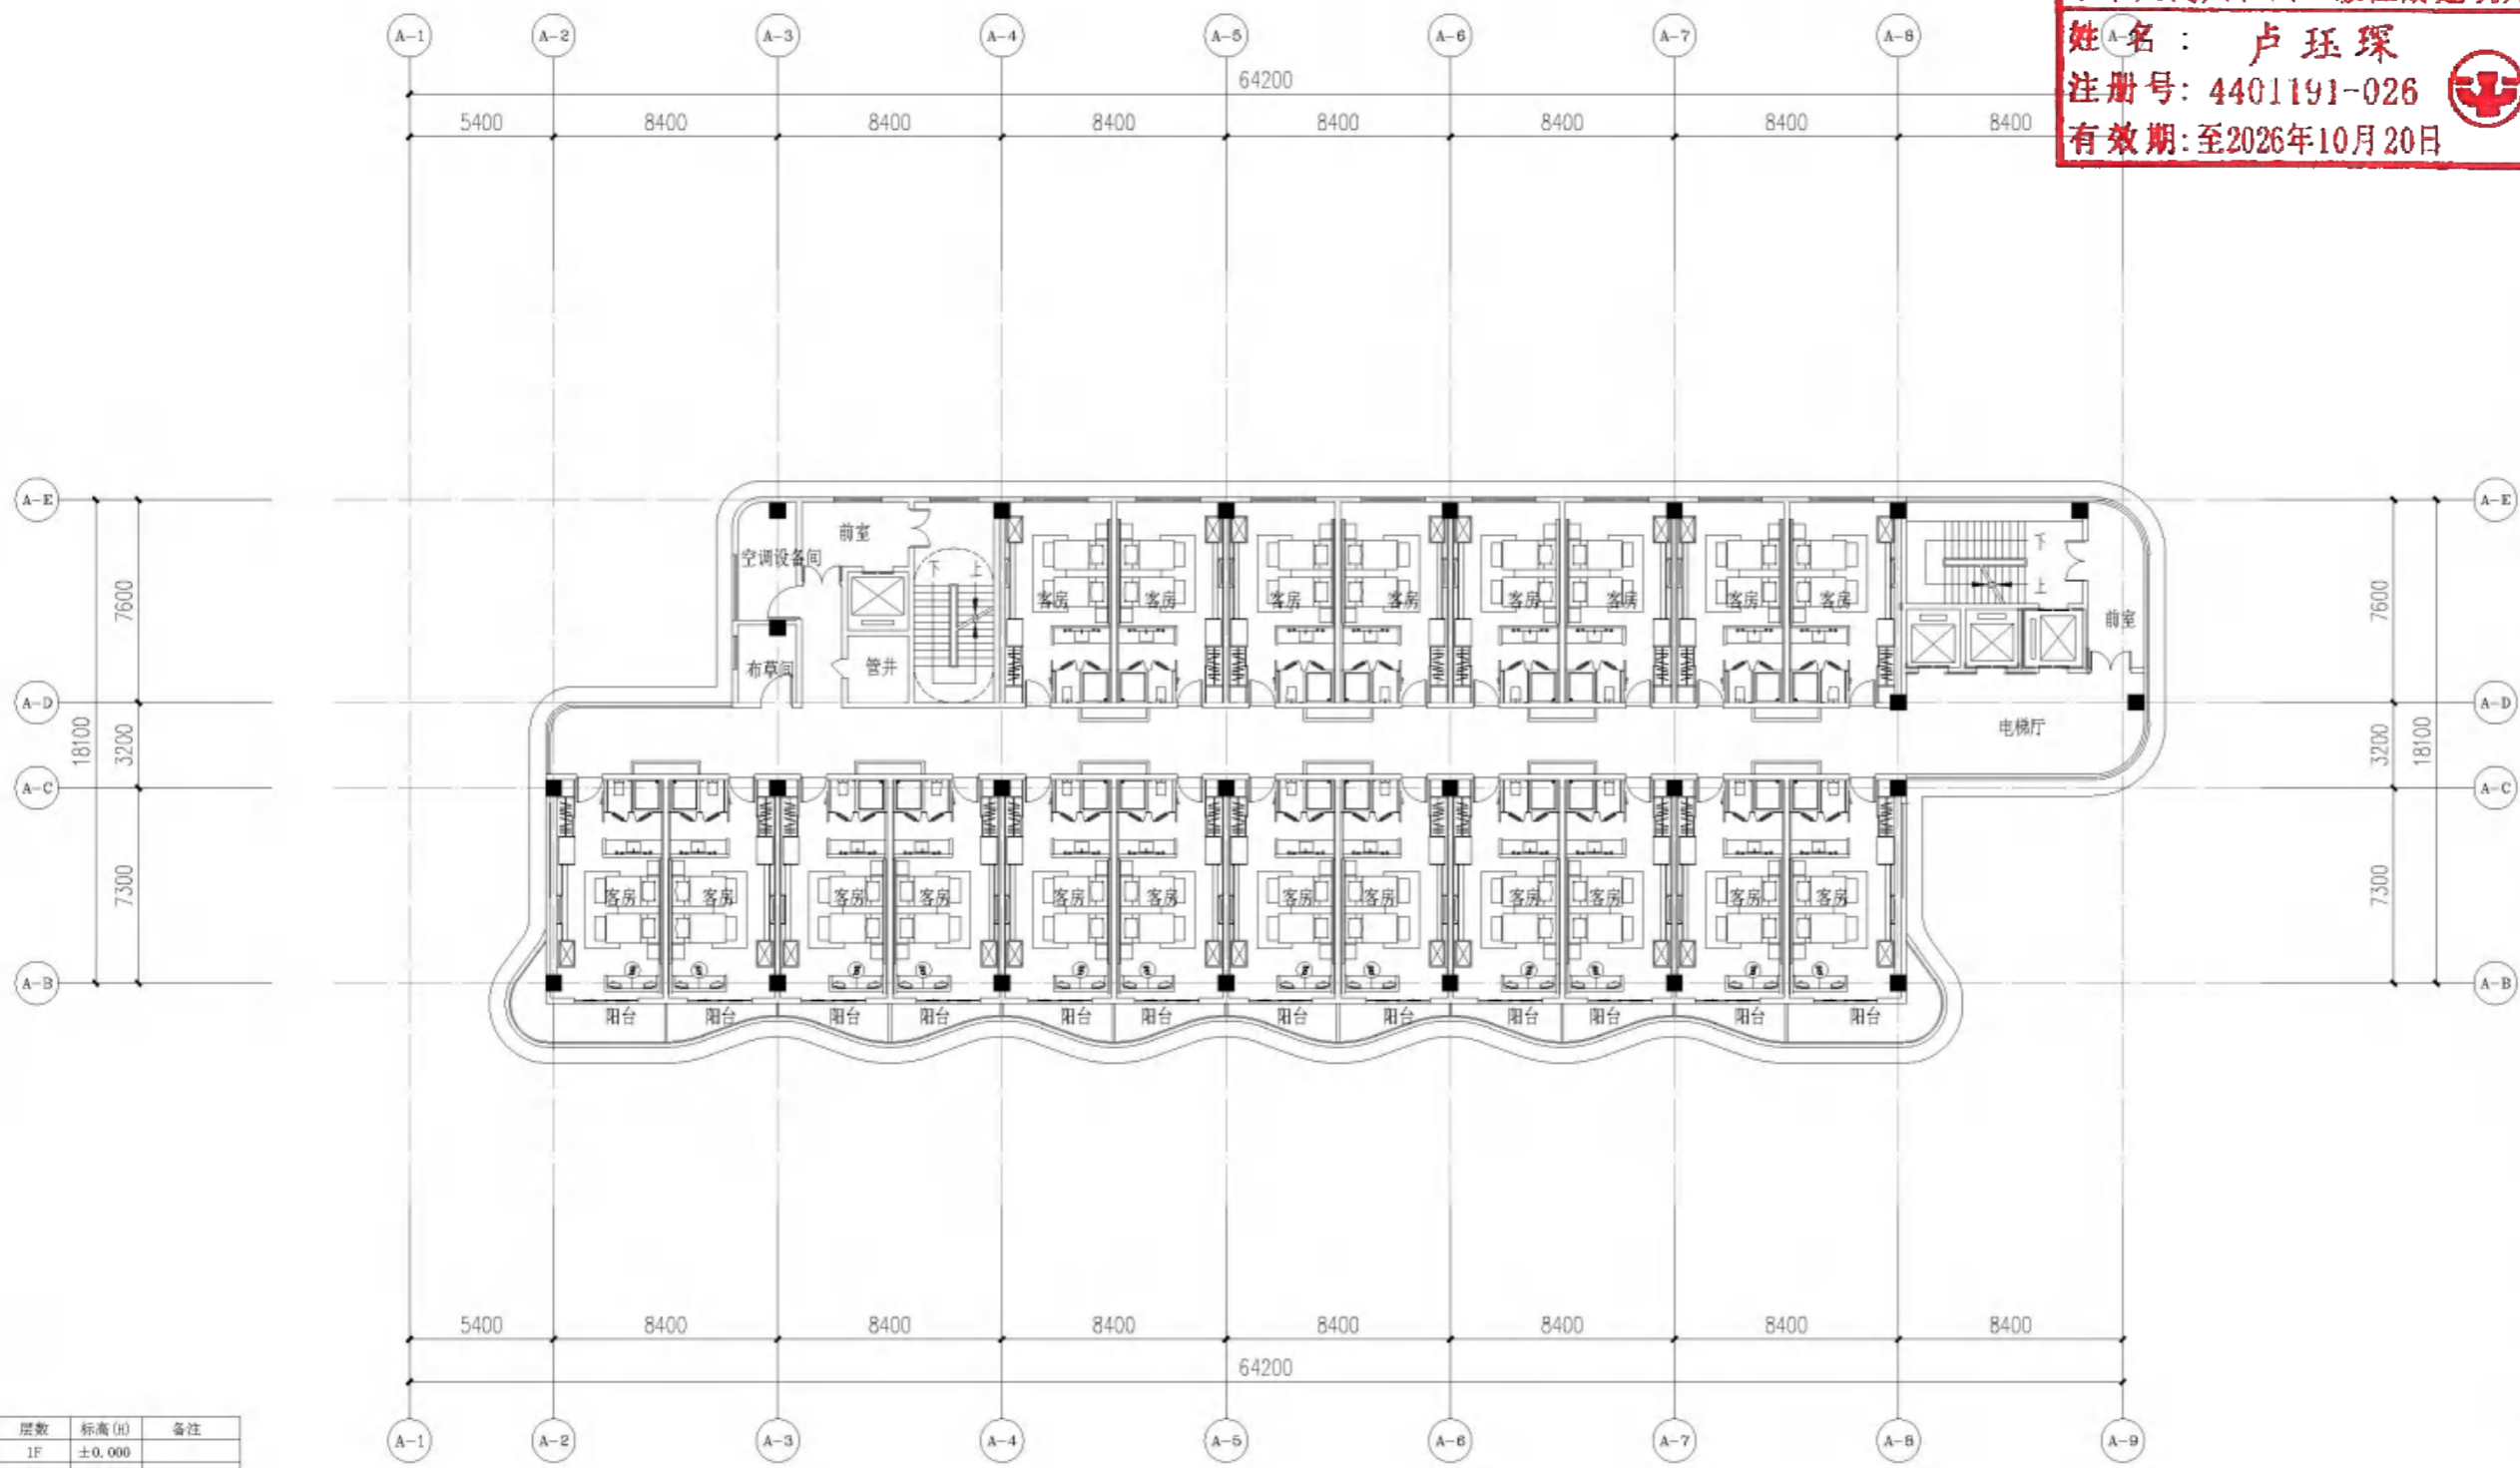 A-1 A-2 A-3 A-4 A-5 A-6 A-7 A-8
姓 名: 卢珏琛
注册号: 4401191-026
有效期:至2026年10月20日
64200
5400 8400 8400 8400 8400 8400 8400 8400
A-E A-E
前室
空调设备间
下 上
下
上
7600 7600
客房 客房 客房 客房 客房 客房 客房 客房
前室
布草间 管井
A-D A-D
电梯厅
18100 3200 3200 18100
A-C A-C
7300 7300
客房 客房 客房 客房 客房 客房 客房 客房 客房 客房 客房 客房
A-B A-B
阳台 阳台 阳台 阳台 阳台 阳台 阳台 阳台 阳台 阳台 阳台 阳台
5400 8400 8400 8400 8400 8400 8400 8400
64200
A-1 A-2 A-3 A-4 A-5 A-6 A-7 A-8 A-9
层数 标高(H) 备注
1F ±0.000